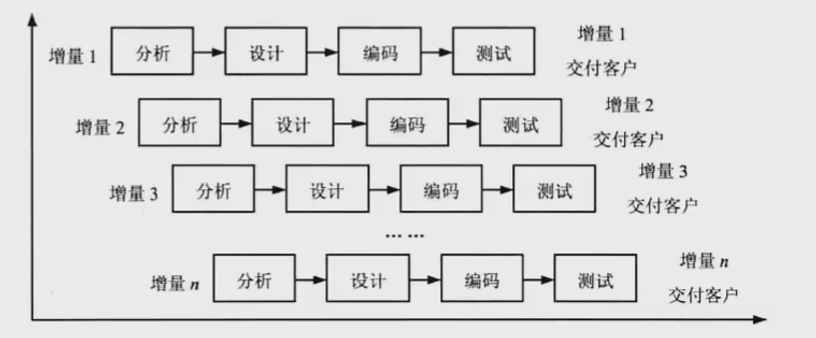 增量 1 分析 设计 编码 测试 增量 1
交付客户
增量 2 分析 设计 编码 测试 增量 2
交付客户
增量 3 分析 设计 编码 测试 增量 3
交付客户
... ...
增量 n 分析 设计 编码 测试 增量 n
交付客户